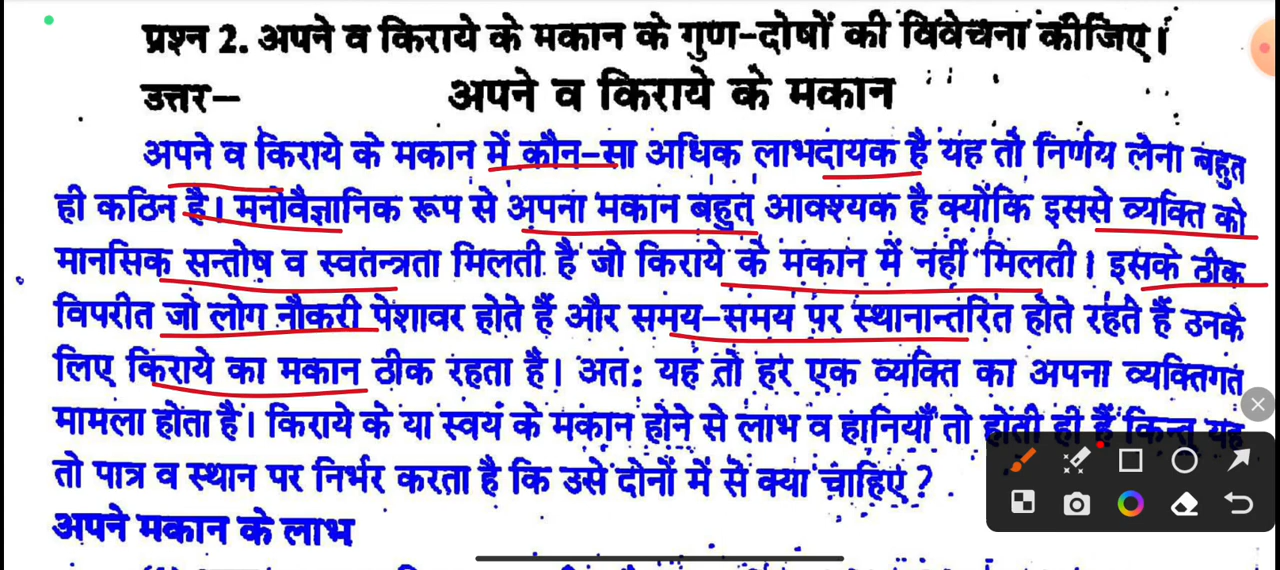 प्रश्न 2. अपने व किराये के मकान के गुण-दोषों की विवेचना कीजिए।
उत्तर— अपने व किराये के मकान
अपने व किराये के मकान में कौन-सा अधिक लाभदायक है यह तो निर्णय लेना बहुत
ही कठिन है। मनोवैज्ञानिक रूप से अपना मकान बहुत आवश्यक है क्योंकि इससे व्यक्ति को
मानसिक सन्तोष व स्वतन्त्रता मिलती है जो किराये के मकान में नहीं मिलती। इसके ठीक
विपरीत जो लोग नौकरी पेशावर होते हैं और समय-समय पर स्थानान्तरित होते रहते हैं उनके
लिए किराये का मकान ठीक रहता है। अतः यह तो हर एक व्यक्ति का अपना व्यक्तिगत
मामला होता है। किराये के या स्वयं के मकान होने से लाभ व हानियाँ तो होती ही हैं किन्तु यह
तो पात्र व स्थान पर निर्भर करता है कि उसे दोनों में से क्या चाहिए ?
अपने मकान के लाभ